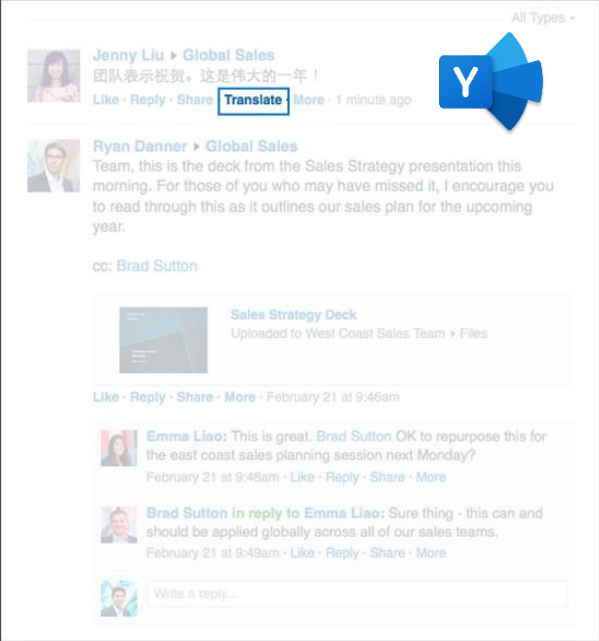 All Types
Jenny Liu ▸ Global Sales
团队表示祝贺。这是伟大的一年！
Like · Reply · Share · Translate · More · 1 minute ago
Y
Ryan Danner ▸ Global Sales
Team, this is the deck from the Sales Strategy presentation this
morning. For those of you who may have missed it, I encourage you
to read through this as it outlines our sales plan for the upcoming
year.
cc: Brad Sutton
Sales Strategy Deck
Uploaded to West Coast Sales Team ▸ Files
Like · Reply · Share · More · February 21 at 9:46am
Emma Liao: This is great. Brad Sutton OK to repurpose this for
the east coast sales planning session next Monday?
February 21 at 9:48am · Like · Reply · Share · More
Brad Sutton in reply to Emma Liao: Sure thing - this can and
should be applied globally across all of our sales teams.
February 21 at 9:49am · Like · Reply · Share · More
Write a reply...